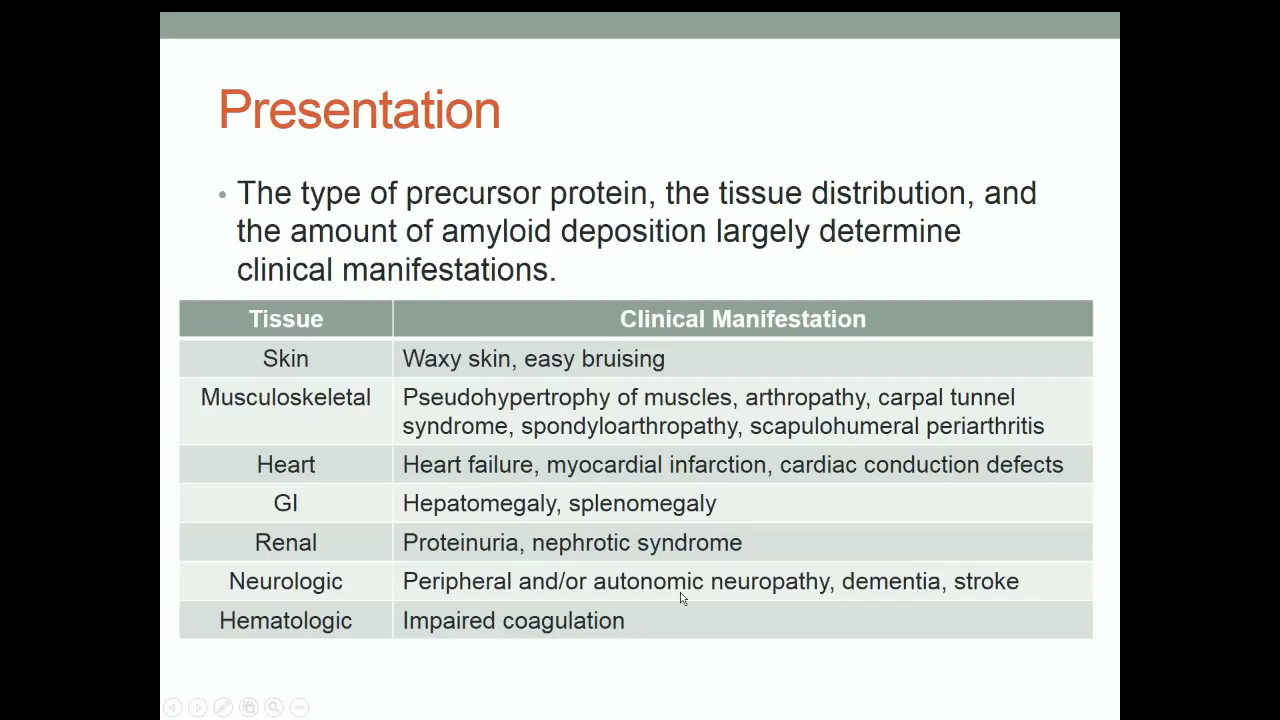 Presentation
• The type of precursor protein, the tissue distribution, and
the amount of amyloid deposition largely determine
clinical manifestations.
Tissue Clinical Manifestation
Skin Waxy skin, easy bruising
Musculoskeletal Pseudohypertrophy of muscles, arthropathy, carpal tunnel
syndrome, spondyloarthropathy, scapulohumeral periarthritis
Heart Heart failure, myocardial infarction, cardiac conduction defects
GI Hepatomegaly, splenomegaly
Renal Proteinuria, nephrotic syndrome
Neurologic Peripheral and/or autonomic neuropathy, dementia, stroke
Hematologic Impaired coagulation